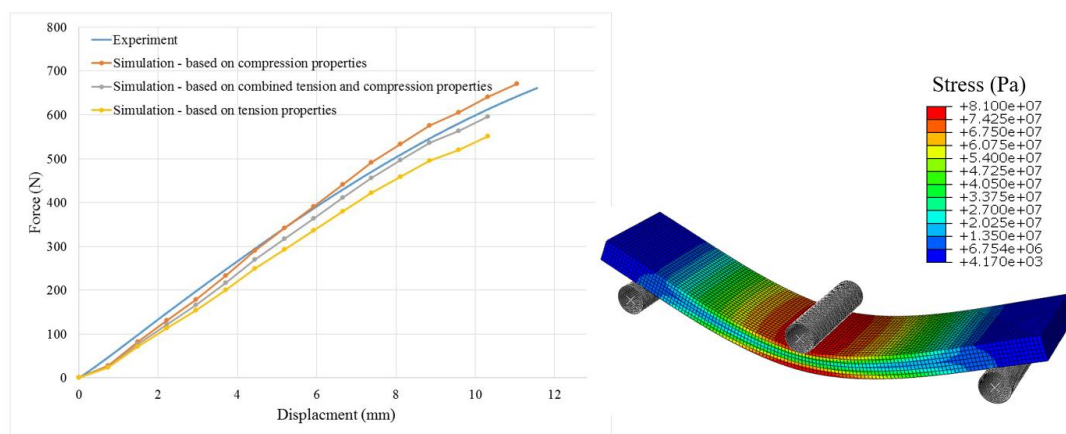 800
700
600
500
400
300
200
100
0
Force (N)
Experiment
Simulation - based on compression properties
Simulation - based on combined tension and compression properties
Simulation - based on tension properties
0 2 4 6 8 10 12
Displacment (mm)
Stress (Pa)
+8.100e+07
+7.425e+07
+6.750e+07
+6.075e+07
+5.400e+07
+4.725e+07
+4.050e+07
+3.375e+07
+2.700e+07
+2.025e+07
+1.350e+07
+6.754e+06
+4.170e+03